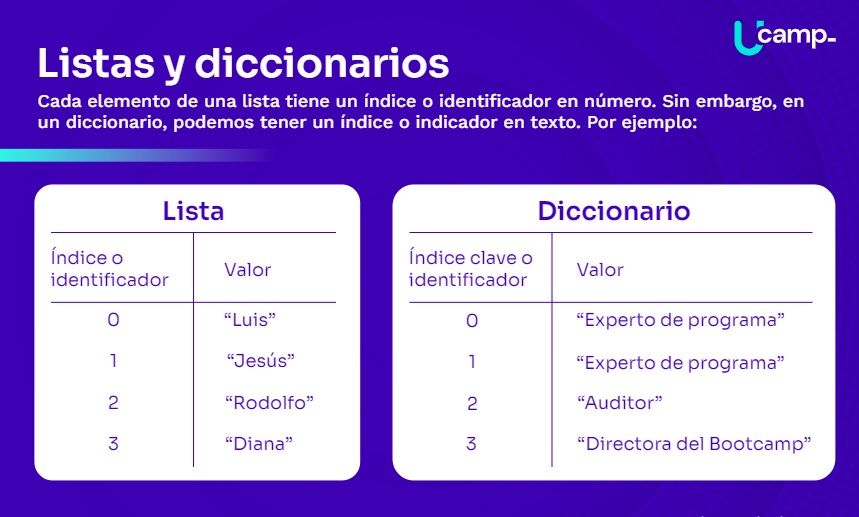 Ucamp_
Listas y diccionarios
Cada elemento de una lista tiene un índice o identificador en número. Sin embargo, en
un diccionario, podemos tener un índice o indicador en texto. Por ejemplo:
Lista
Índice o
identificador
Valor
0 “Luis”
1 “Jesús”
2 “Rodolfo”
3 “Diana”
Diccionario
Índice clave o
identificador
Valor
0 “Experto de programa”
1 “Experto de programa”
2 “Auditor”
3 “Directora del Bootcamp”